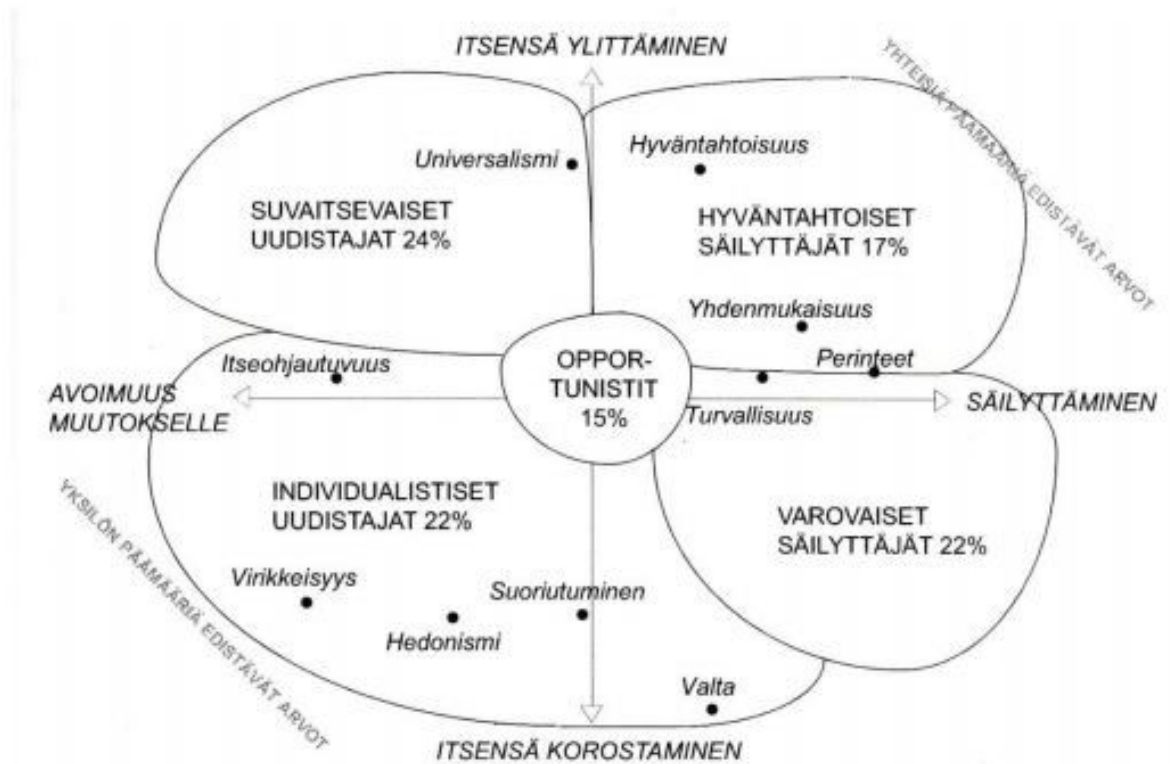 ITSENSÄ YLITTÄMINEN
YHTEISIÄ PÄÄMÄÄRIÄ EDISTÄVÄT ARVOT
Universalismi
Hyväntahtoisuus
SUVAITSEVAISET
UUDISTAJAT 24%
HYVÄNTAHTOISET
SÄILYTTÄJÄT 17%
Yhdenmukaisuus
Itseohjautuvuus
OPPOR-
TUNISTIT
15%
Perinteet
AVOIMUUS
MUUTOKSELLE
Turvallisuus
SÄILYTTÄMINEN
YKSILÖN PÄÄMÄÄRIÄ EDISTÄVÄT ARVOT
INDIVIDUALISTISET
UUDISTAJAT 22%
VAROVAISET
SÄILYTTÄJÄT 22%
Virikkeisyys
Suoriutuminen
Hedonismi
Valta
ITSENSÄ KOROSTAMINEN